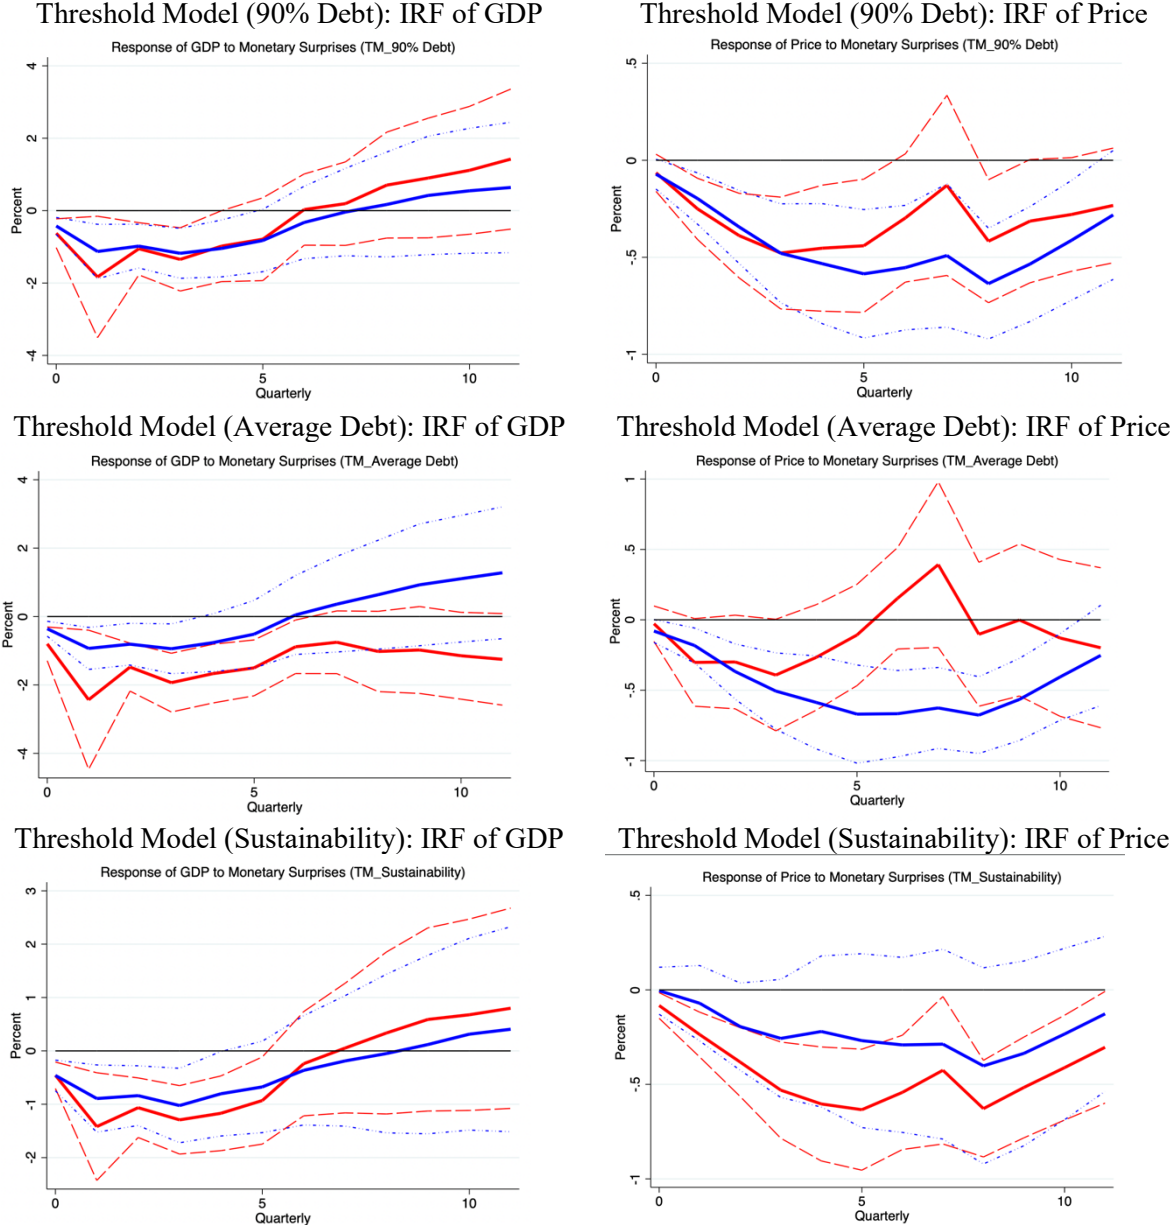 Threshold Model (90% Debt): IRF of GDP
Response of GDP to Monetary Surprises (TM_90% Debt)
4
2
0
-2
-4
Percent
0 5 10
Quarterly
Threshold Model (90% Debt): IRF of Price
Response of Price to Monetary Surprises (TM_90% Debt)
.5
0
-.5
-1
Percent
0 5 10
Quarterly
Threshold Model (Average Debt): IRF of GDP
Response of GDP to Monetary Surprises (TM_Average Debt)
4
2
0
-2
-4
Percent
0 5 10
Quarterly
Threshold Model (Average Debt): IRF of Price
Response of Price to Monetary Surprises (TM_Average Debt)
1
.5
0
-.5
-1
Percent
0 5 10
Quarterly
Threshold Model (Sustainability): IRF of GDP
Response of GDP to Monetary Surprises (TM_Sustainability)
3
2
1
0
-1
-2
Percent
0 5 10
Quarterly
Threshold Model (Sustainability): IRF of Price
Response of Price to Monetary Surprises (TM_Sustainability)
.5
0
-.5
-1
Percent
0 5 10
Quarterly